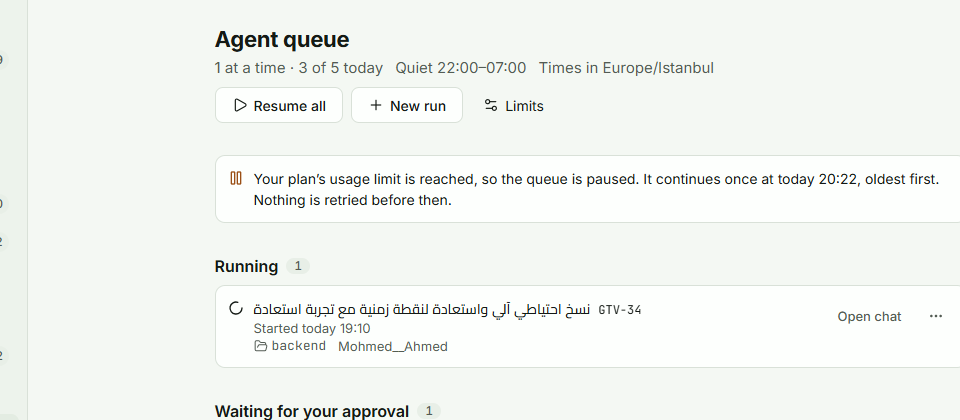 Agent queue
1 at a time · 3 of 5 today Quiet 22:00–07:00 Times in Europe/Istanbul
Resume all New run Limits
Your plan’s usage limit is reached, so the queue is paused. It continues once at today 20:22, oldest first.
Nothing is retried before then.
Running 1
نسخ احتياطي آلي واستعادة لنقطة زمنية مع تجربة استعادة GTV-34
Open chat
Started today 19:10
backend Mohmed__Ahmed
Waiting for your approval 1